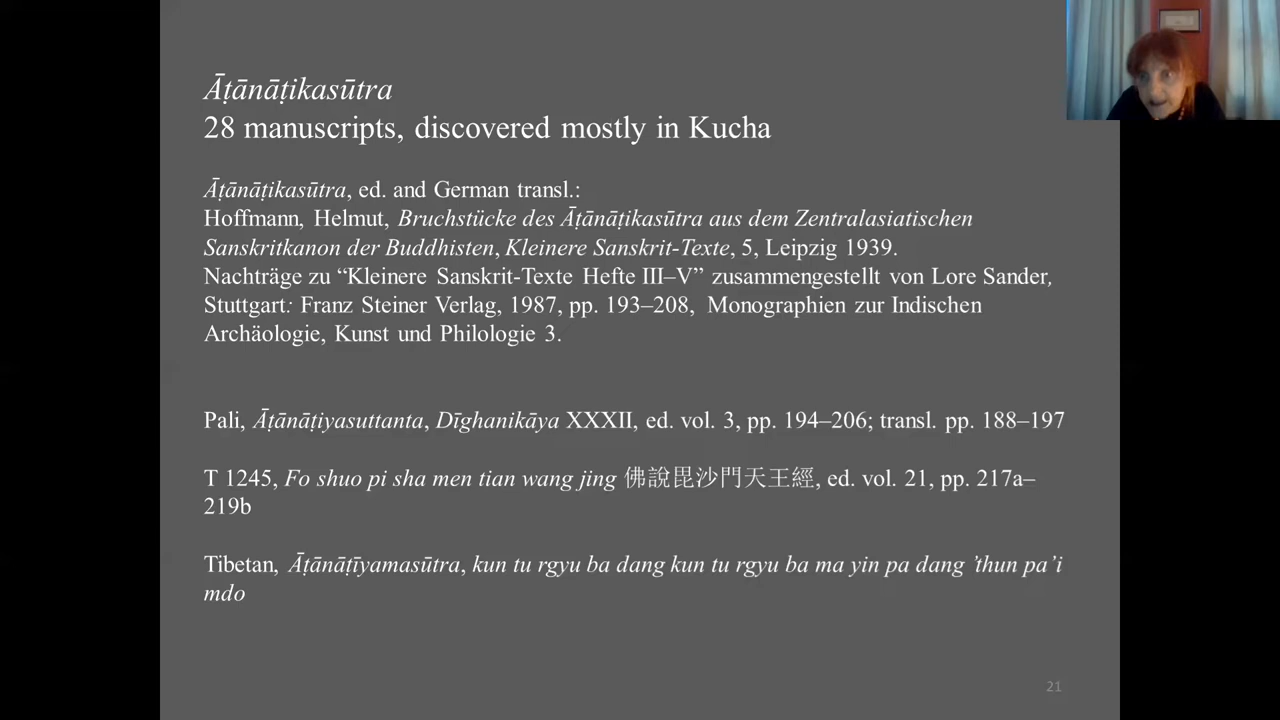 Āṭānāṭikasūtra
28 manuscripts, discovered mostly in Kucha
Āṭānāṭikasūtra, ed. and German transl.:
Hoffmann, Helmut, Bruchstücke des Āṭānāṭikasūtra aus dem Zentralasiatischen
Sanskritkanon der Buddhisten, Kleinere Sanskrit-Texte, 5, Leipzig 1939.
Nachträge zu “Kleinere Sanskrit-Texte Hefte III–V” zusammengestellt von Lore Sander,
Stuttgart: Franz Steiner Verlag, 1987, pp. 193–208, Monographien zur Indischen
Archäologie, Kunst und Philologie 3.
Pali, Āṭānāṭiyasuttanta, Dīghanikāya XXXII, ed. vol. 3, pp. 194–206; transl. pp. 188–197
T 1245, Fo shuo pi sha men tian wang jing 佛說毘沙門天王經, ed. vol. 21, pp. 217a–
219b
Tibetan, Āṭānāṭīyamasūtra, kun tu rgyu ba dang kun tu rgyu ba ma yin pa dang ’thun pa’i
mdo
21